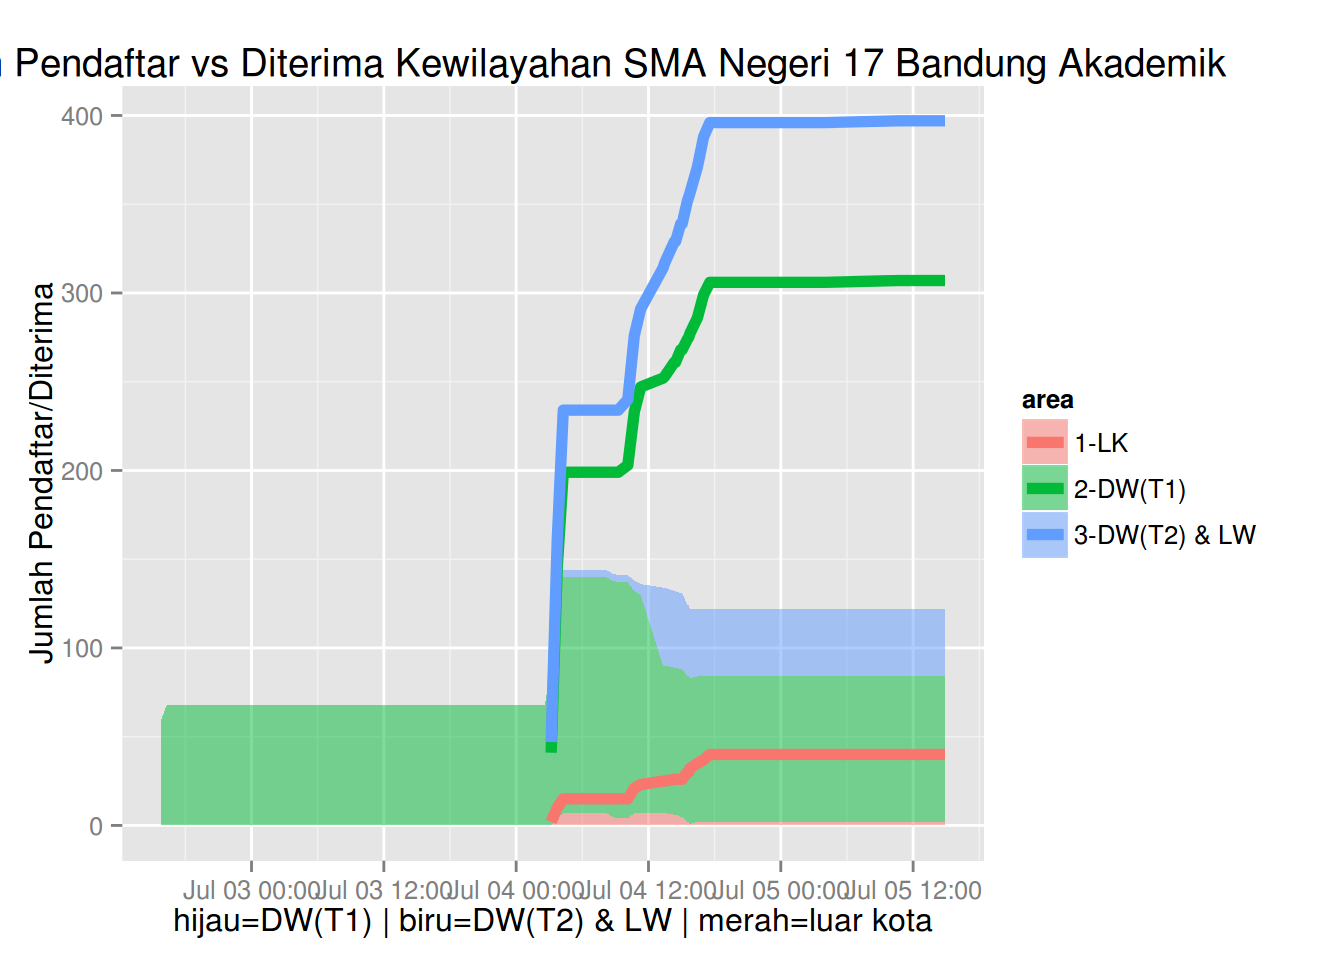 Pendaftar vs Diterima Kewilayahan SMA Negeri 17 Bandung Akademik
Jumlah Pendaftar/Diterima
400
300
200
100
0
Jul 03 00:00 Jul 03 12:00 Jul 04 00:00 Jul 04 12:00 Jul 05 00:00 Jul 05 12:00
hijau=DW(T1) | biru=DW(T2) & LW | merah=luar kota
area
1-LK
2-DW(T1)
3-DW(T2) & LW